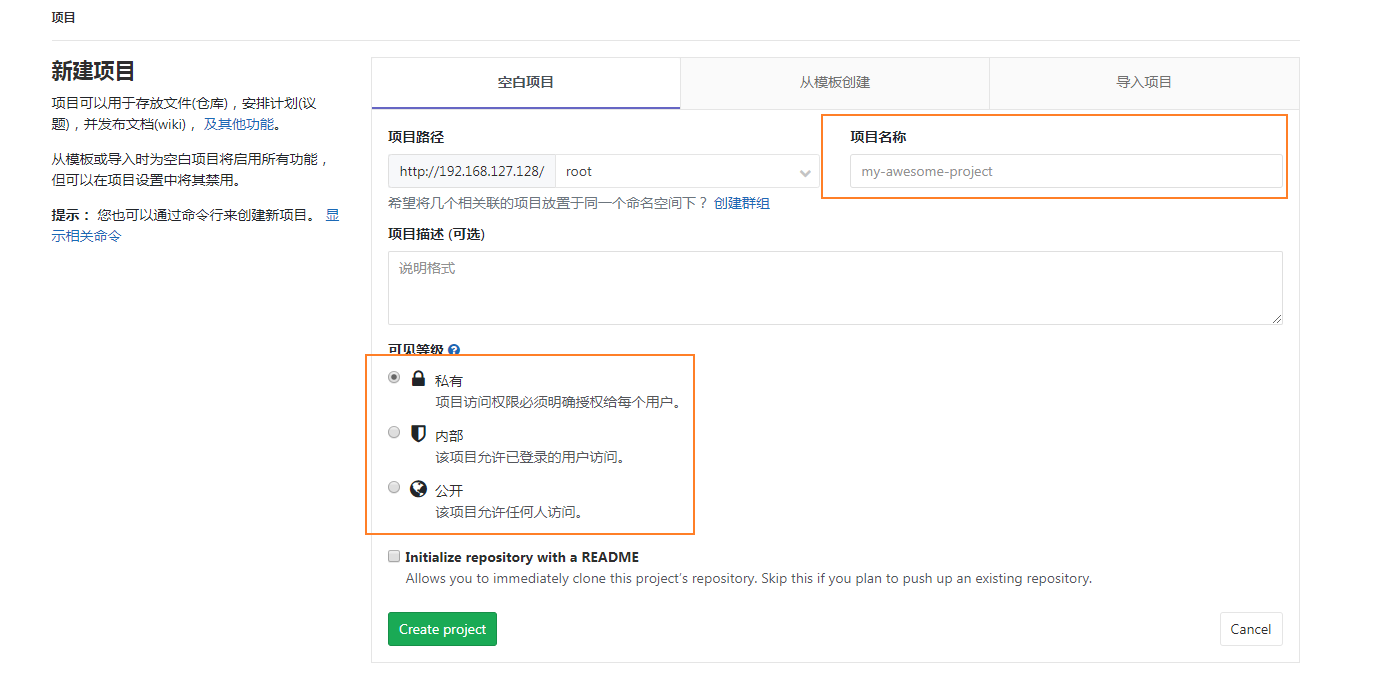 项目
新建项目
项目可以用于存放文件(仓库)，安排计划(议
题)，并发布文档(wiki)， 及其他功能。
从模板或导入时为空白项目将启用所有功能，
但可以在项目设置中将其禁用。
提示： 您也可以通过命令行来创建新项目。 显
示相关命令
空白项目
从模板创建
导入项目
项目路径
项目名称
http://192.168.127.128/
root
my-awesome-project
希望将几个相关联的项目放置于同一个命名空间下？ 创建群组
项目描述 (可选)
说明格式
可见等级
私有
项目访问权限必须明确授权给每个用户。
内部
该项目允许已登录的用户访问。
公开
该项目允许任何人访问。
Initialize repository with a README
Allows you to immediately clone this project's repository. Skip this if you plan to push up an existing repository.
Create project
Cancel